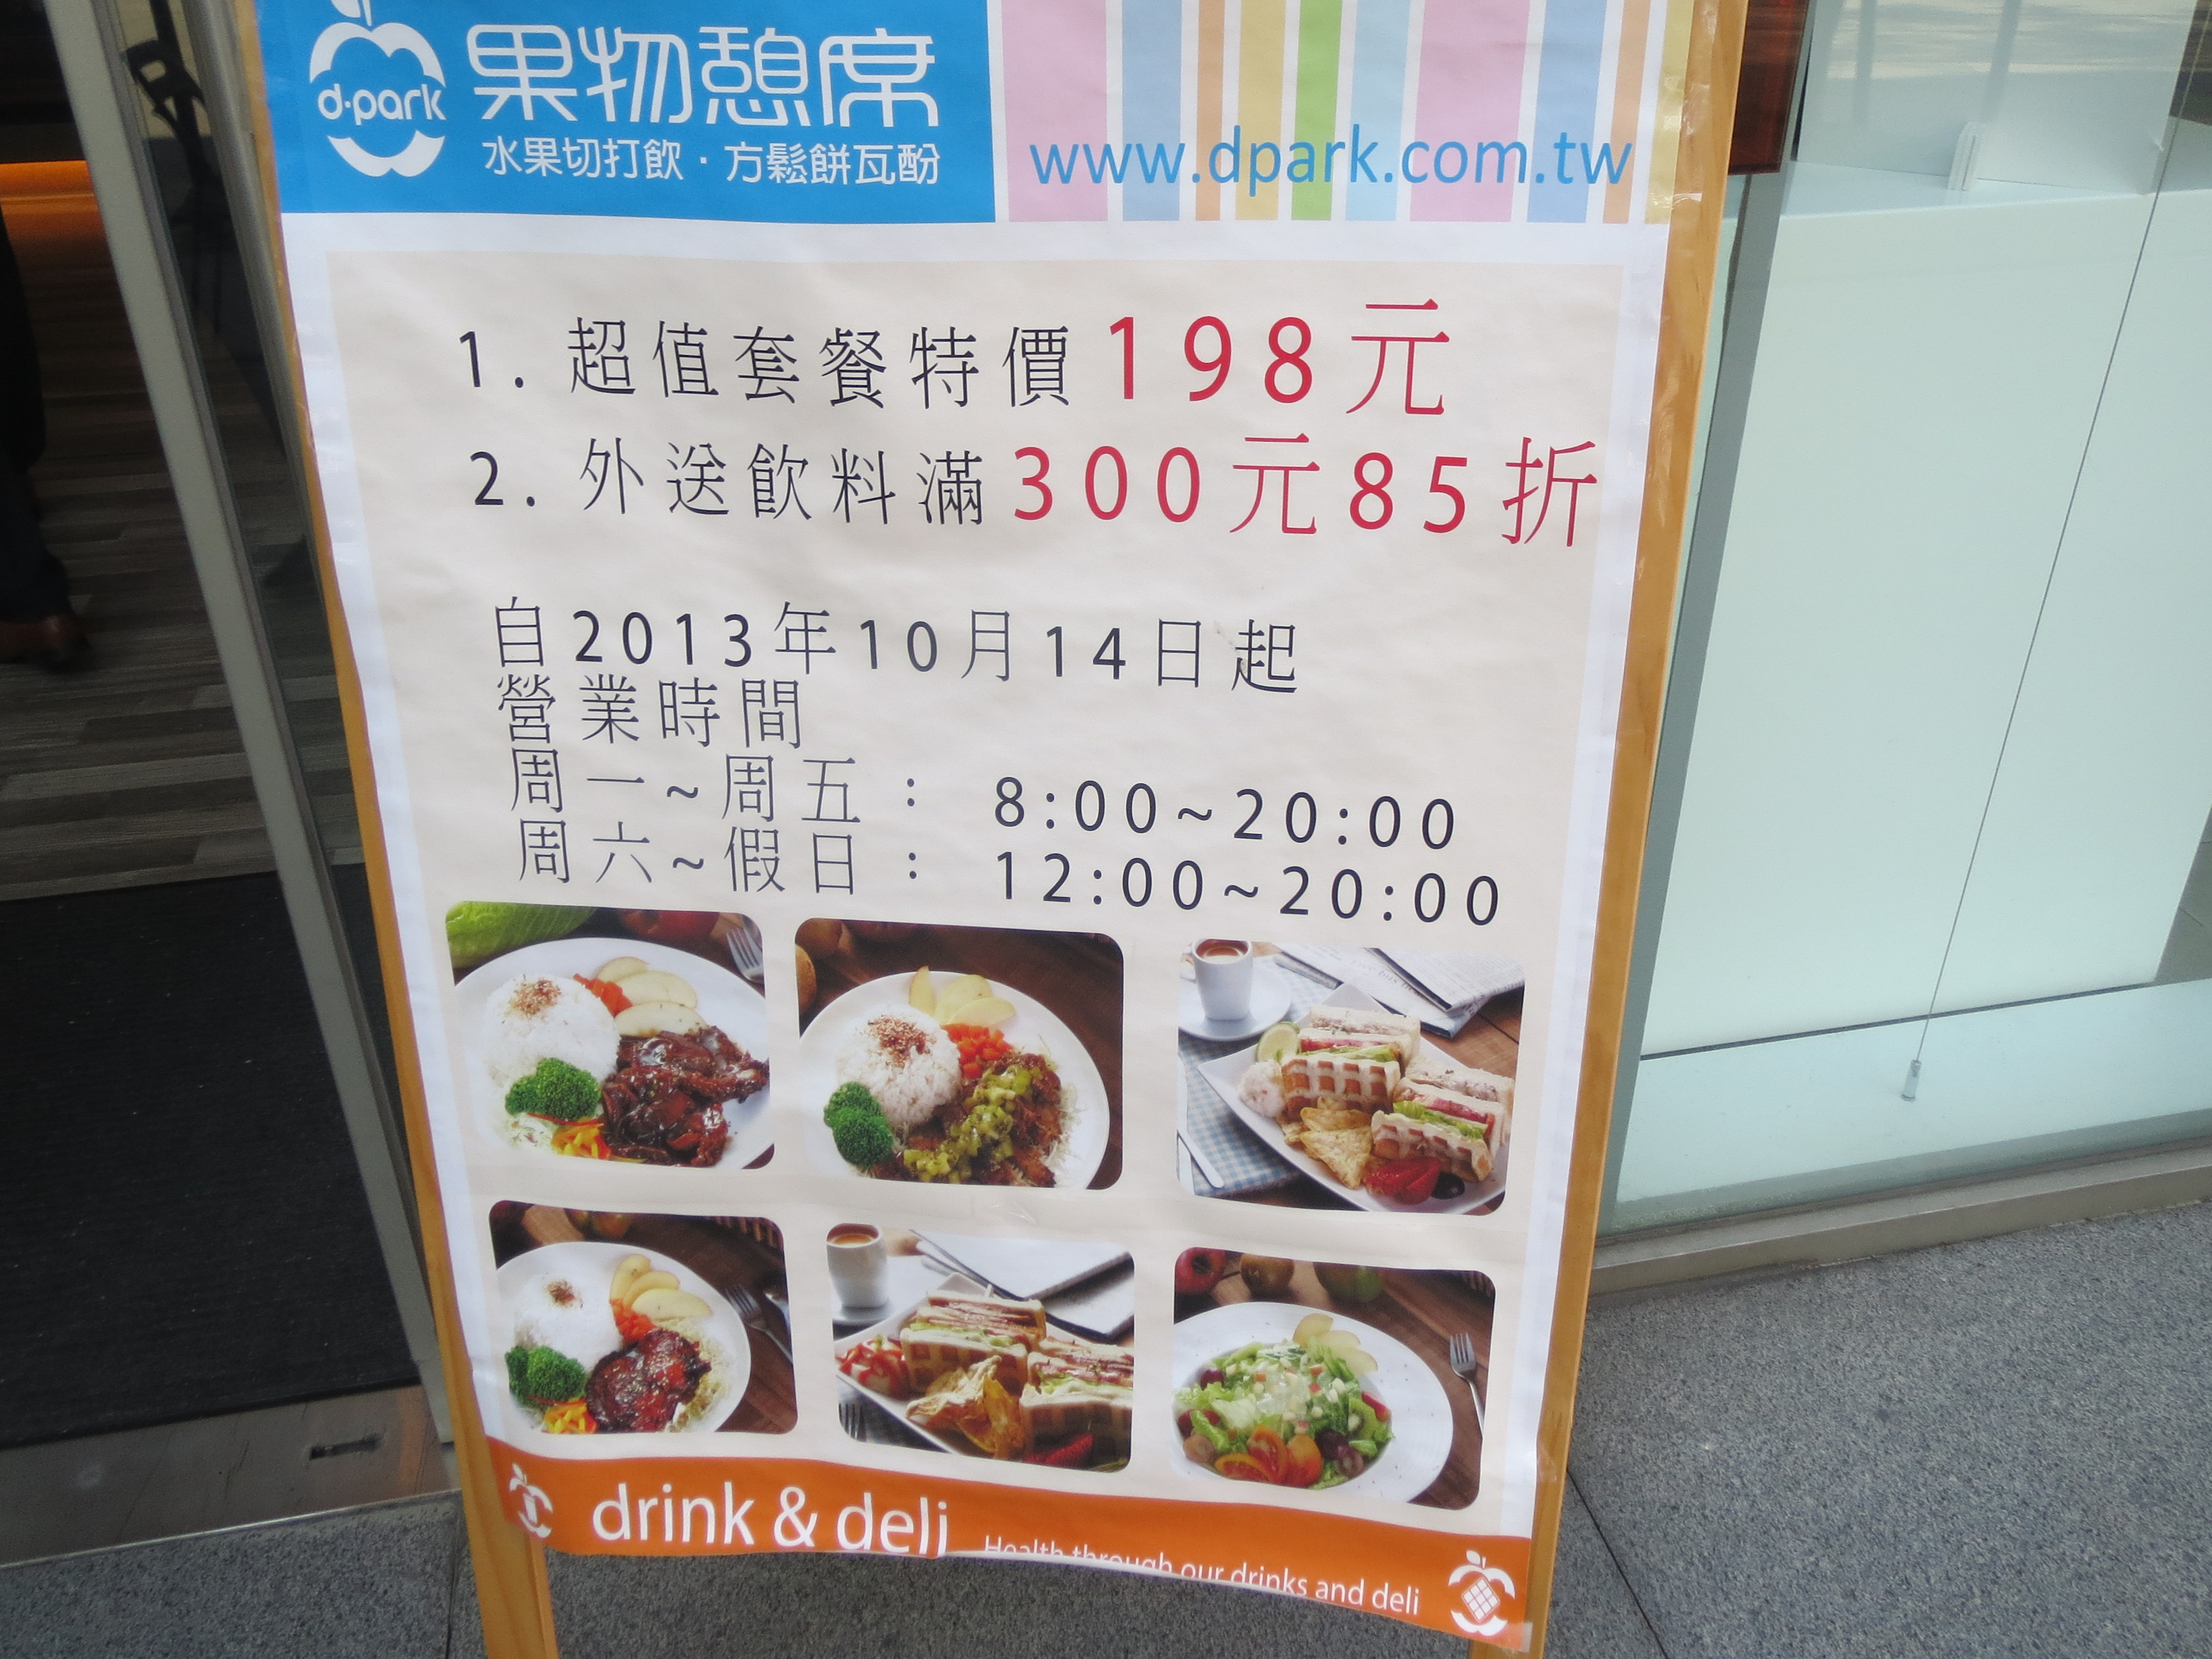 d·park 果物憩席
水果切打飲·方鬆餅瓦酚
www.dpark.com.tw
1. 超值套餐特價198元
2. 外送飲料滿300元85折
自2013年10月14日起
營業時間
周一~周五： 8:00~20:00
周六~假日： 12:00~20:00
drink & deli Health through our drinks and deli